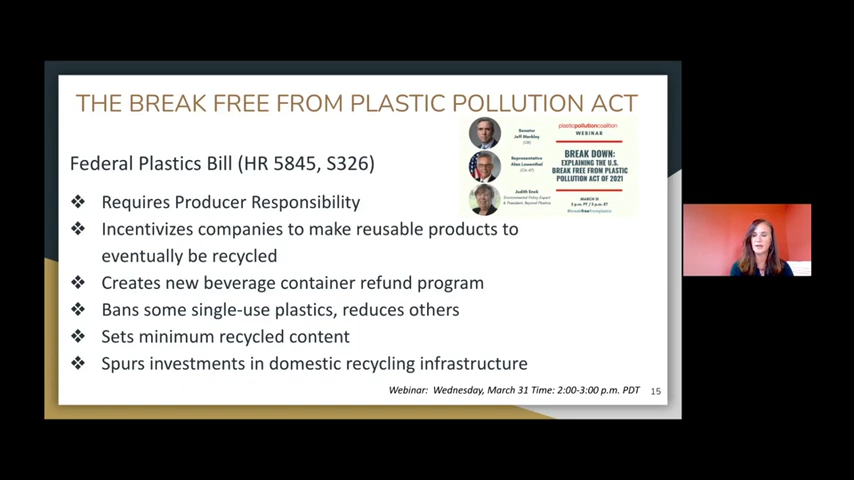 THE BREAK FREE FROM PLASTIC POLLUTION ACT
Federal Plastics Bill (HR 5845, S326)
❖ Requires Producer Responsibility
❖ Incentivizes companies to make reusable products to
eventually be recycled
❖ Creates new beverage container refund program
❖ Bans some single-use plastics, reduces others
❖ Sets minimum recycled content
❖ Spurs investments in domestic recycling infrastructure
Senator
Jeff Merkley
(OR)
Representative
Alan Lowenthal
(CA-47)
Judith Enck
Environmental Policy Expert
& President, Beyond Plastics
plasticpollutioncoalition
WEBINAR
BREAK DOWN:
EXPLAINING THE U.S.
BREAK FREE FROM PLASTIC
POLLUTION ACT OF 2021
MARCH 31
#breakfreefromplastic
Webinar: Wednesday, March 31 Time: 2:00-3:00 p.m. PDT
15